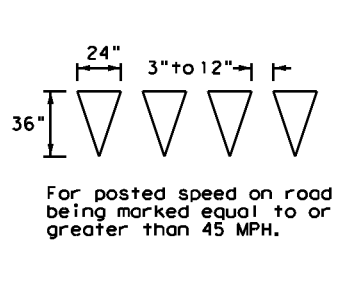 24"
3" to 12"
36"
For posted speed on road
being marked equal to or
greater than 45 MPH.